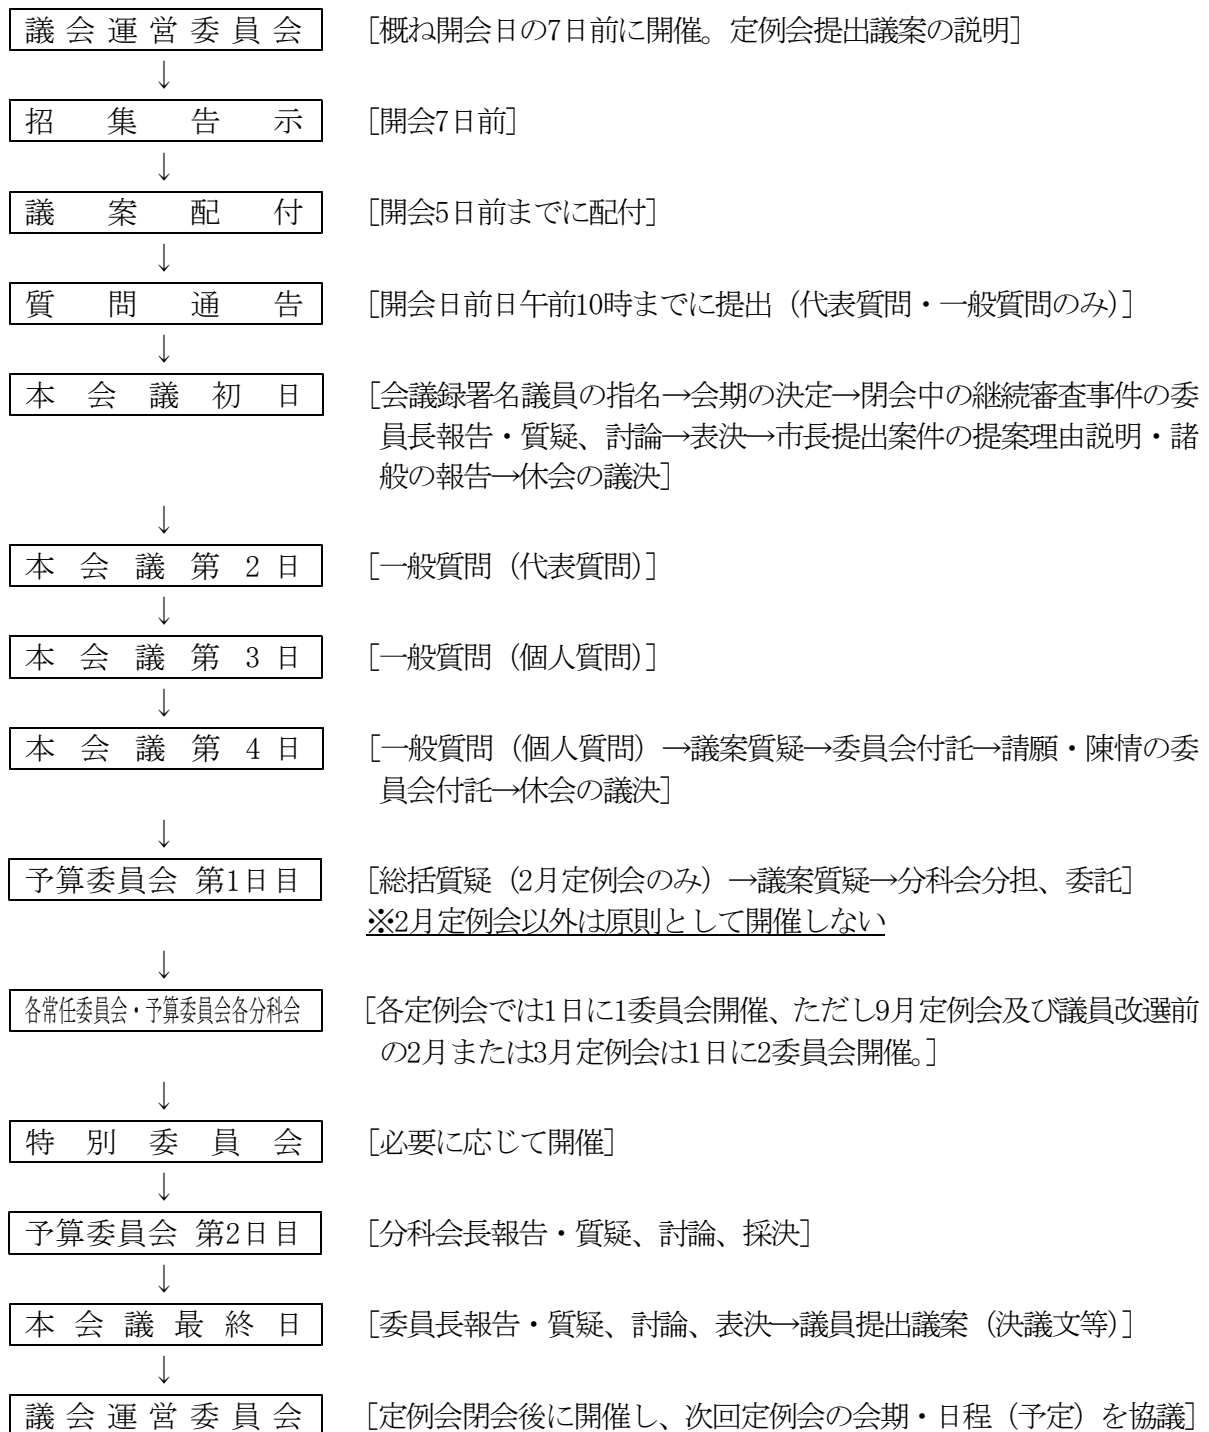 議会運営委員会 [概ね開会日の7日前に開催。定例会提出議案の説明]
↓
招集告示 [開会7日前]
↓
議案配付 [開会5日前までに配付]
↓
質問通告 [開会日前日午前10時までに提出（代表質問・一般質問のみ）]
↓
本会議初日 [会議録署名議員の指名→会期の決定→閉会中の継続審査事件の委
員長報告・質疑、討論→表決→市長提出案件の提案理由説明・諸
般の報告→休会の議決]
↓
本会議第2日 [一般質問（代表質問）]
↓
本会議第3日 [一般質問（個人質問）]
↓
本会議第4日 [一般質問（個人質問）→議案質疑→委員会付託→請願・陳情の委
員会付託→休会の議決]
↓
予算委員会 第1日目 [総括質疑（2月定例会のみ）→議案質疑→分科会分担、委託]
※2月定例会以外は原則として開催しない
↓
各常任委員会・予算委員会各分科会 [各定例会では1日に1委員会開催、ただし9月定例会及び議員改選前
の2月または3月定例会は1日に2委員会開催。]
↓
特別委員会 [必要に応じて開催]
↓
予算委員会 第2日目 [分科会長報告・質疑、討論、採決]
↓
本会議最終日 [委員長報告・質疑、討論、表決→議員提出議案（決議文等）]
↓
議会運営委員会 [定例会閉会後に開催し、次回定例会の会期・日程（予定）を協議]